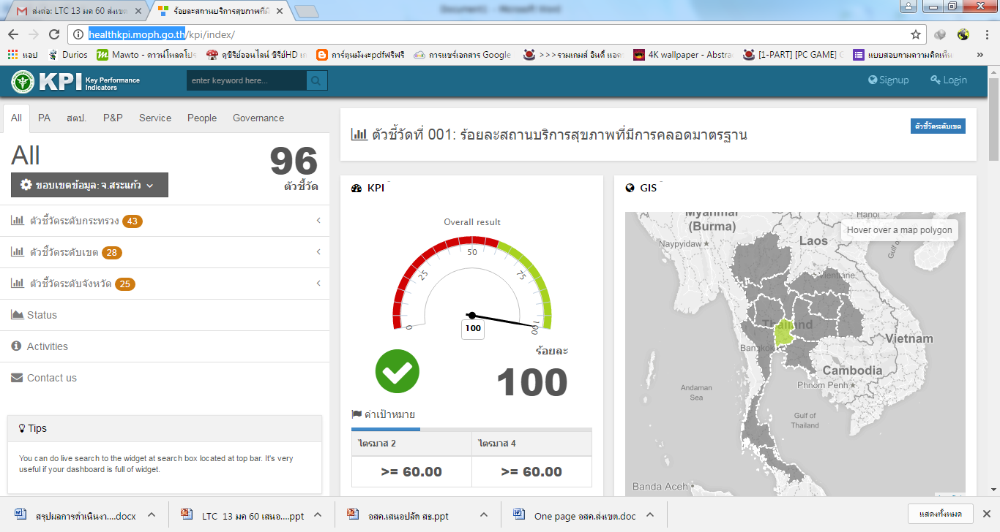 ส่งต่อ: LTC 13 มค 60 ส่งเขต
ร้อยละสถานบริการสุขภาพที่มี
Document1 - Microsoft Word
healthkpi.moph.go.th/kpi/index/
แอป
Durios
Mawto - ดาวน์โหลดโปร
ดูซีรีย์ออนไลน์ ซีรีย์HD เก
การ์ตูนมังงะpdfฟรีฟรี
การแชร์เอกสาร Google
>>>รวมเกมส์ อินดี้ แอค
4K wallpaper - Abstra
[1-PART] [PC GAME]
แบบสอบถามความคิดเห็น
»
KPI Key Performance
Indicators
enter keyword here...
Signup
Login
All PA สตป. P&P Service People Governance
All
96
ตัวชี้วัด
ขอบเขตข้อมูล: จ.สระแก้ว
ตัวชี้วัดระดับกระทรวง 43
ตัวชี้วัดระดับเขต 28
ตัวชี้วัดระดับจังหวัด 25
Status
Activities
Contact us
Tips
You can do live search to the widget at search box located at top bar. It's very
useful if your dashboard is full of widget.
ตัวชี้วัดที่ 001: ร้อยละสถานบริการสุขภาพที่มีการคลอดมาตรฐาน
ตัวชี้วัดระดับเขต
KPI
Overall result
0
25
50
75
100
100
ร้อยละ
100
ค่าเป้าหมาย
ไตรมาส 2 ไตรมาส 4
>= 60.00 >= 60.00
GIS
Hover over a map polygon
Myanmar
(Burma)
Hanoi
Laos
Naypyidaw
Gulf of
Vientiane
Thailand
Bangkok
Vietnam
Cambodia
Phnom Penh
Andaman
Sea
Gulf of
Thailand
Banda Aceh
สรุปผลการดำเนินงา....docx
LTC 13 มค 60 เสนอ....ppt
อสค.เสนอปลัด สธ.ppt
One page อสค.ส่งเขต.doc
แสดงทั้งหมด